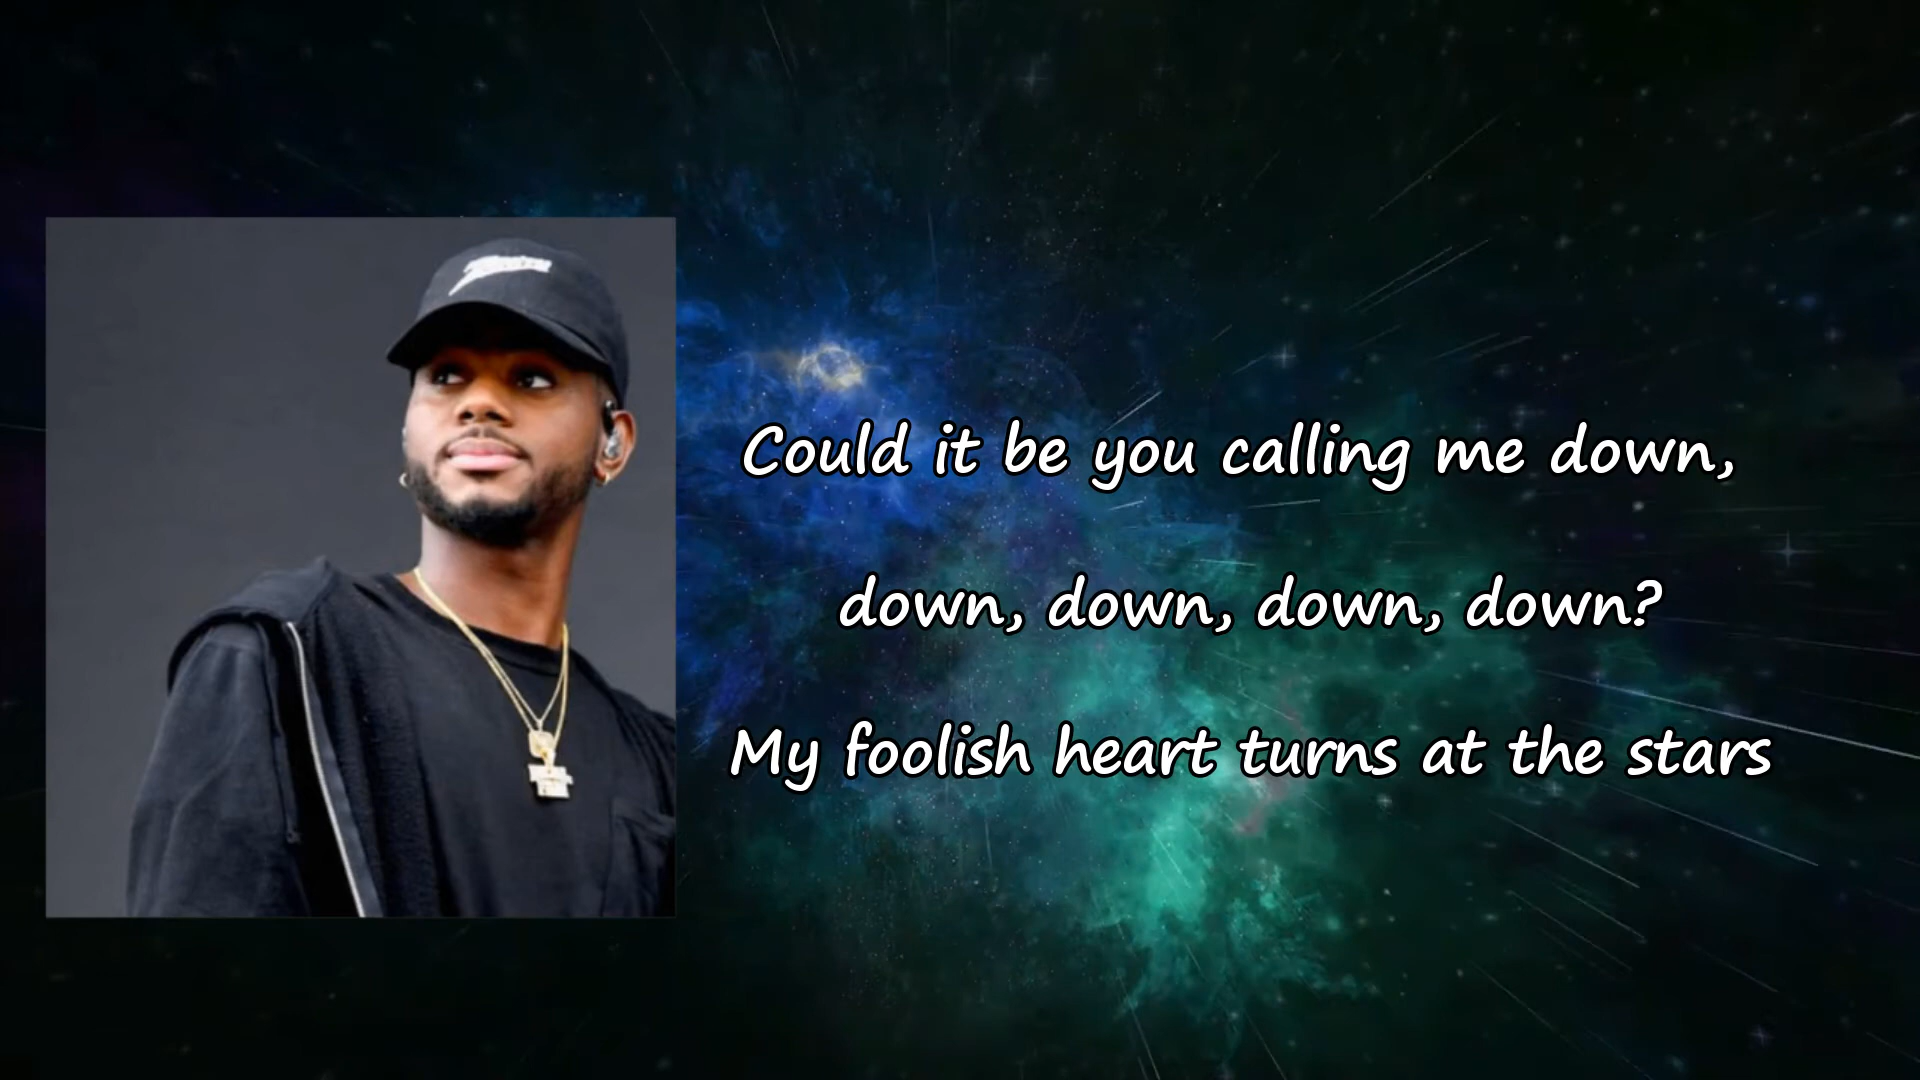 Could it be you calling me down,
down, down, down, down?
My foolish heart turns at the stars